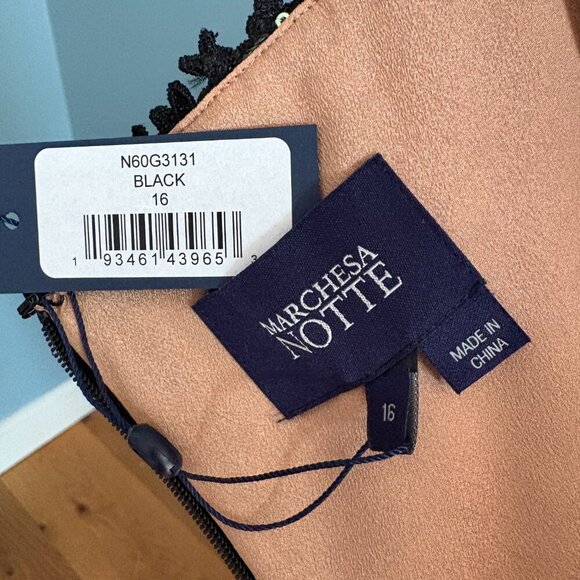 N60G3131
BLACK
16
1 93461 43965 3
MARCHESA
NOTTE
MADE IN
CHINA
16